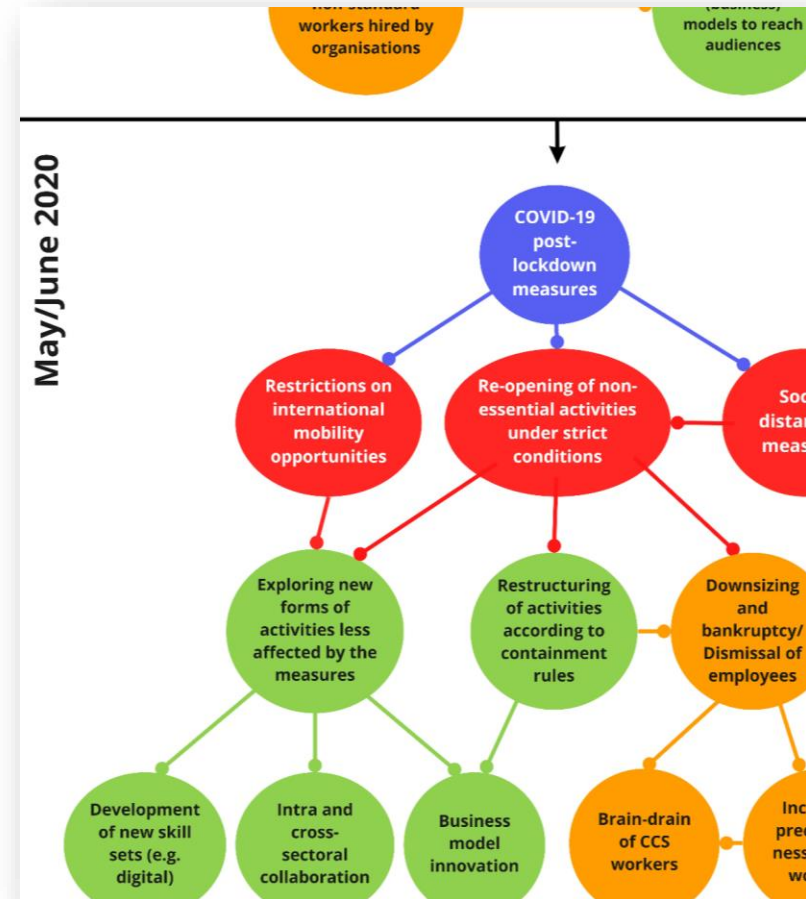 workers hired by
organisations
models to reach
audiences
May/June 2020
COVID-19
post-
lockdown
measures
Restrictions on
international
mobility
opportunities
Re-opening of non-
essential activities
under strict
conditions
Exploring new
forms of
activities less
affected by the
measures
Restructuring
of activities
according to
containment
rules
Downsizing
and
bankruptcy/
Dismissal of
employees
Development
of new skill
sets (e.g.
digital)
Intra and
cross-
sectoral
collaboration
Business
model
innovation
Brain-drain
of CCS
workers